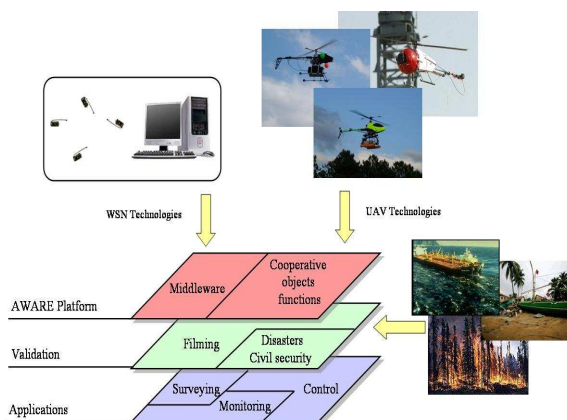 WSN Technologies
UAV Technologies
Middleware
Cooperative
objects
functions
AWARE Platform
Filming
Disasters
Civil security
Validation
Surveying
Control
Monitoring
Applications